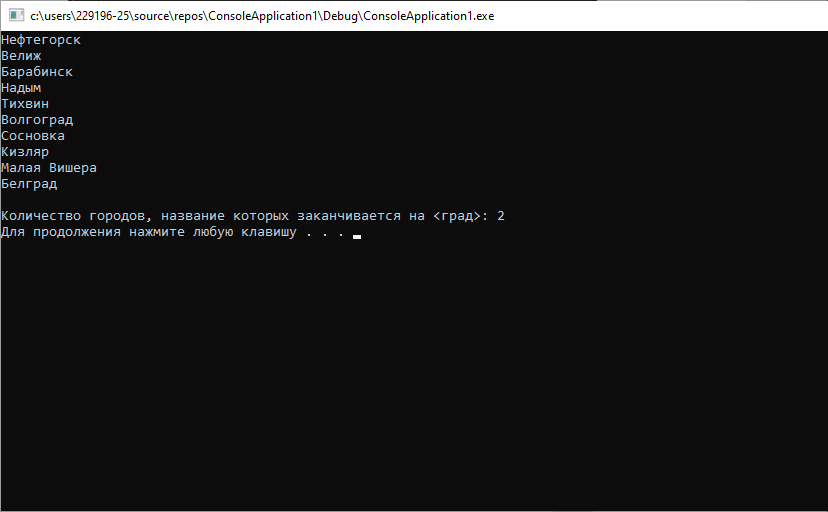 c:\users\229196-25\source\repos\ConsoleApplication1\Debug\ConsoleApplication1.exe
Нефтегорск
Велиж
Барабинск
Надым
Тихвин
Волгоград
Сосновка
Кизляр
Малая Вишера
Белград
Количество городов, название которых заканчивается на <град>: 2
Для продолжения нажмите любую клавишу . . .